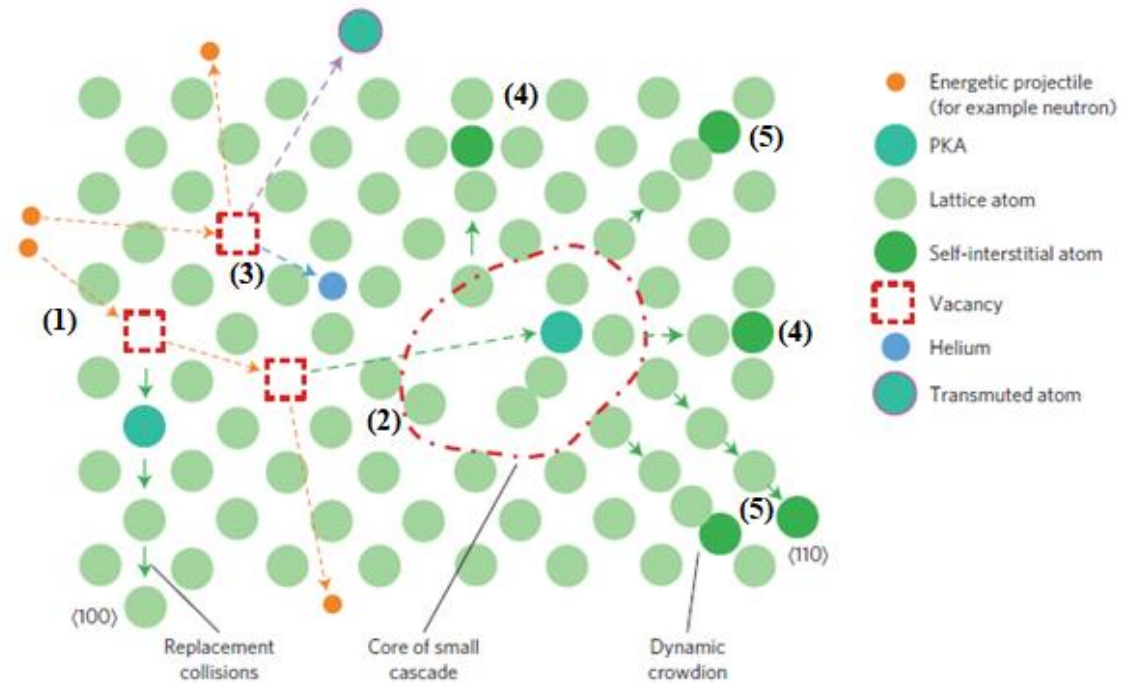 (4)
(5)
(3)
(1)
(4)
(2)
(5)
⟨110⟩
⟨100⟩
Replacement
collisions
Core of small
cascade
Dynamic
crowdion
Energetic projectile
(for example neutron)
PKA
Lattice atom
Self-interstitial atom
Vacancy
Helium
Transmuted atom